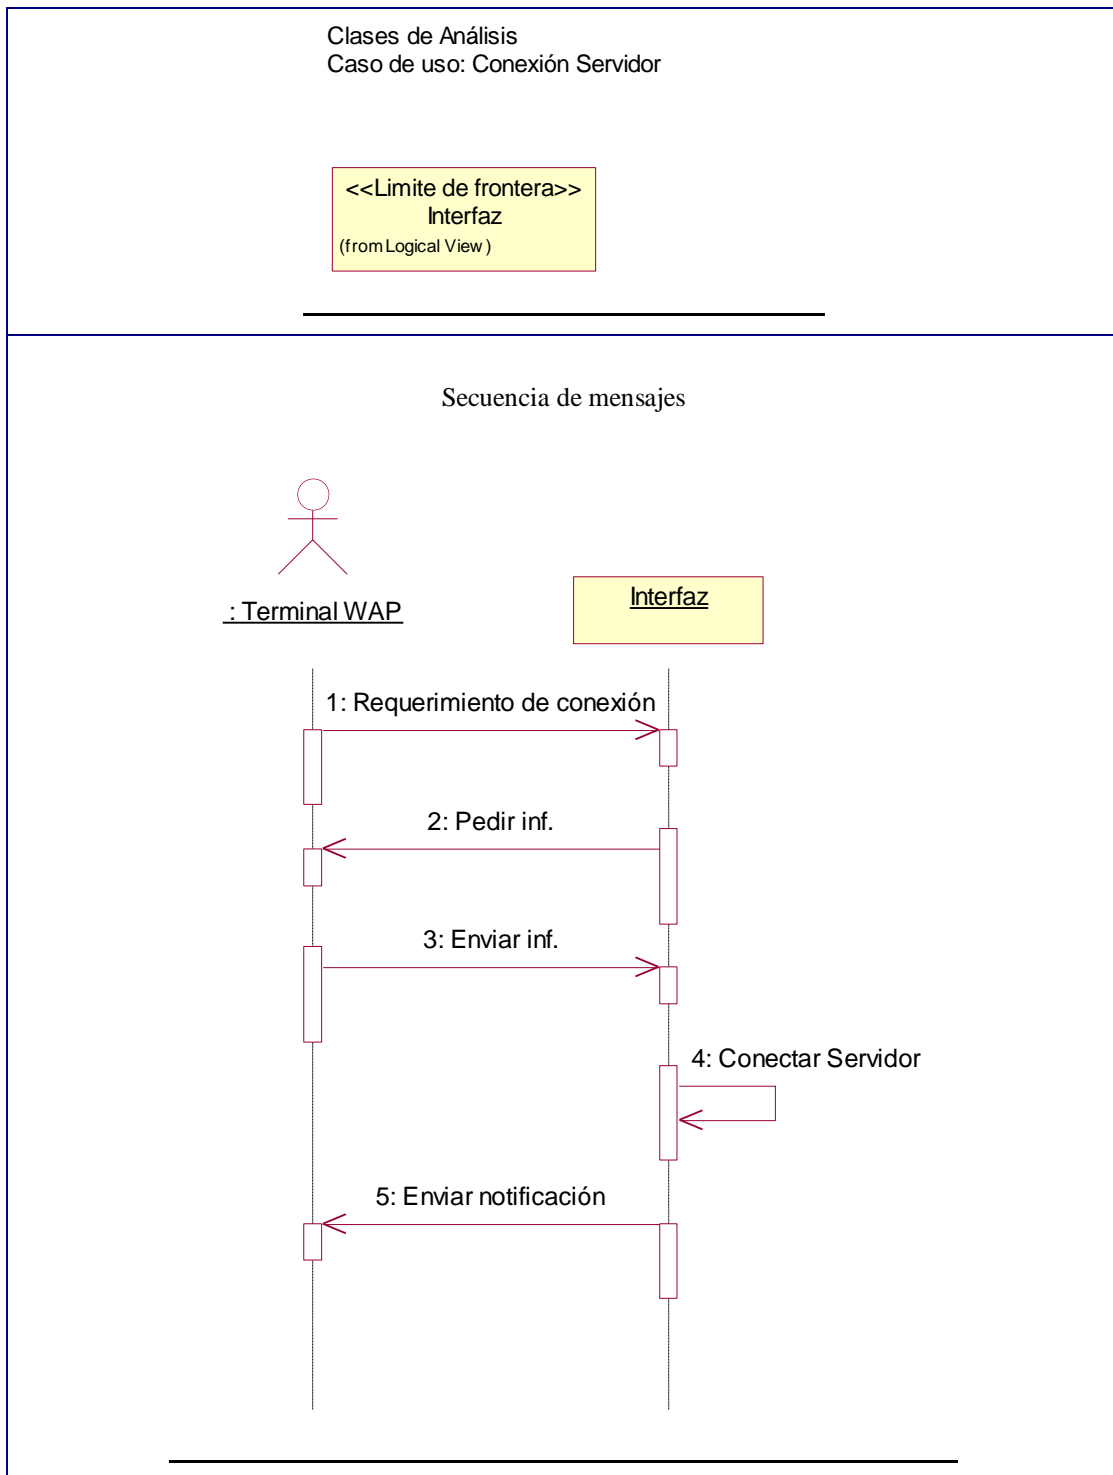 Clases de Análisis
Caso de uso: Conexión Servidor
<<Limite de frontera>>
Interfaz
(from Logical View)
Secuencia de mensajes
: Terminal WAP
Interfaz
1: Requerimiento de conexión
2: Pedir inf.
3: Enviar inf.
4: Conectar Servidor
5: Enviar notificación